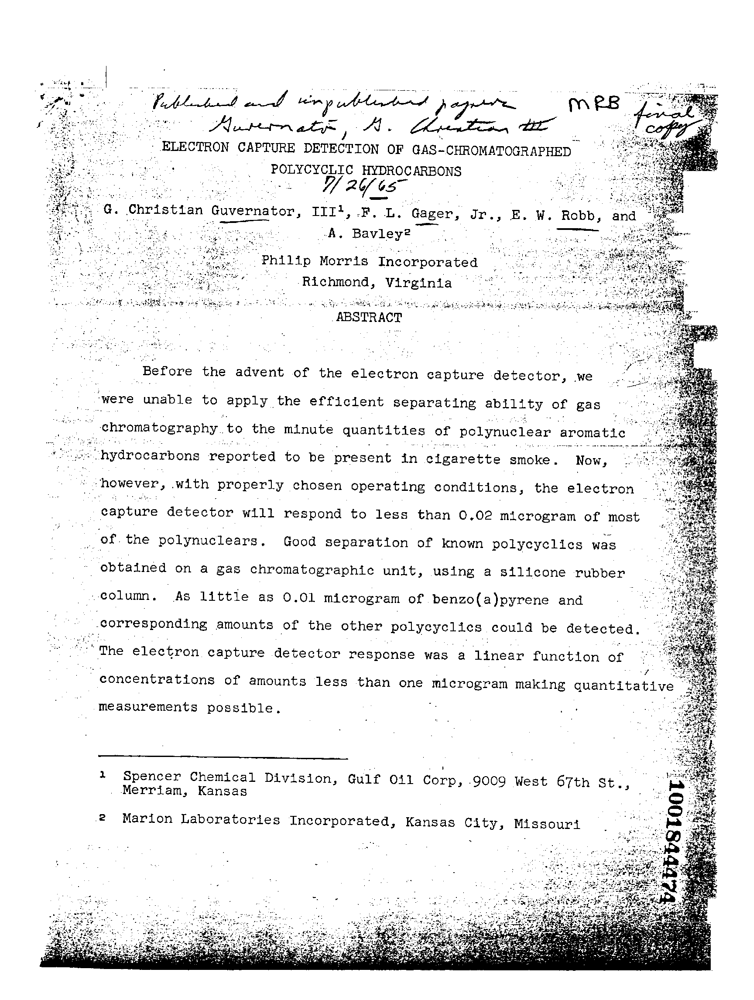 Published and unpublished papers MRB final
Guvernator, G. Christian III copy
ELECTRON CAPTURE DETECTION OF GAS-CHROMATOGRAPHED
POLYCYCLIC HYDROCARBONS
7/26/65
G. Christian Guvernator, III¹, F. L. Gager, Jr., E. W. Robb, and
A. Bavley²
Philip Morris Incorporated
Richmond, Virginia
ABSTRACT
Before the advent of the electron capture detector, we
were unable to apply the efficient separating ability of gas
chromatography to the minute quantities of polynuclear aromatic
hydrocarbons reported to be present in cigarette smoke. Now,
however, with properly chosen operating conditions, the electron
capture detector will respond to less than 0.02 microgram of most
of the polynuclears. Good separation of known polycyclics was
obtained on a gas chromatographic unit, using a silicone rubber
column. As little as 0.01 microgram of benzo(a)pyrene and
corresponding amounts of the other polycyclics could be detected.
The electron capture detector response was a linear function of
concentrations of amounts less than one microgram making quantitative
measurements possible.
1 Spencer Chemical Division, Gulf Oil Corp, 9009 West 67th St.,
Merriam, Kansas
2 Marion Laboratories Incorporated, Kansas City, Missouri
1001844474